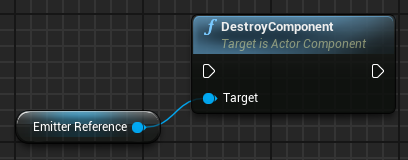 DestroyComponent
Target is Actor Component
Target
Emitter Reference